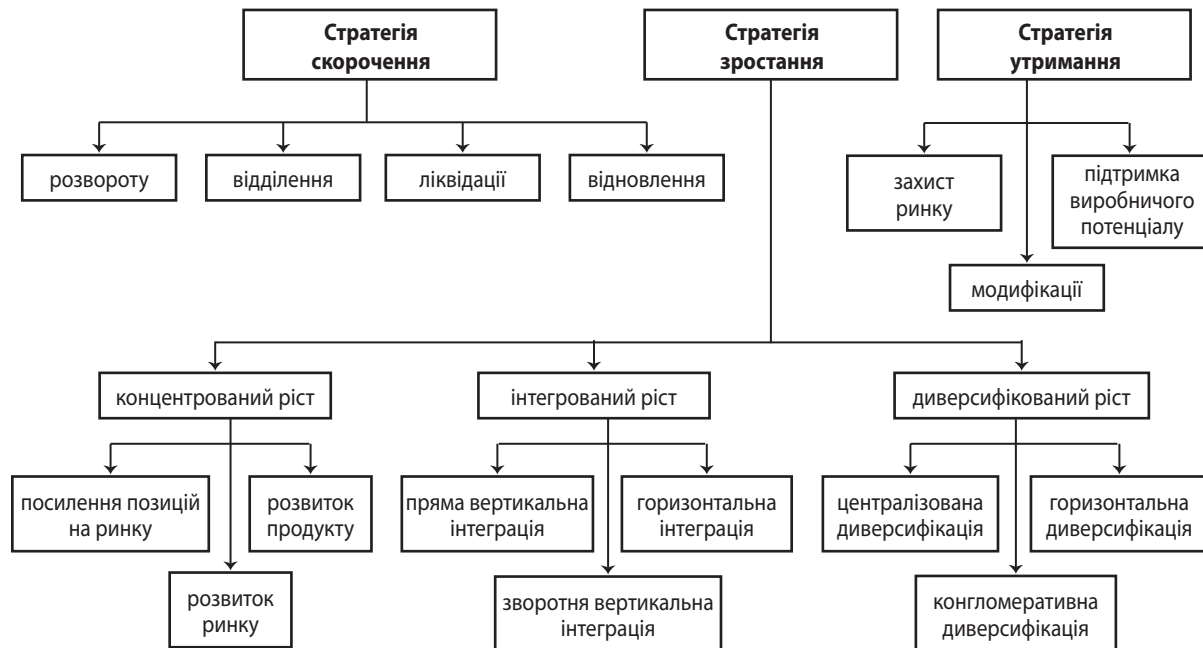 Стратегія
скорочення
Стратегія
зростання
Стратегія
утримання
розвороту
відділення
ліквідації
відновлення
захист
ринку
підтримка
виробничого
потенціалу
модифікації
концентрований ріст
інтегрований ріст
диверсифікований ріст
посилення позицій
на ринку
розвиток
продукту
пряма вертикальна
інтеграція
горизонтальна
інтеграція
централізована
диверсифікація
горизонтальна
диверсифікація
розвиток
ринку
зворотня вертикальна
інтеграція
конгломеративна
диверсифікація